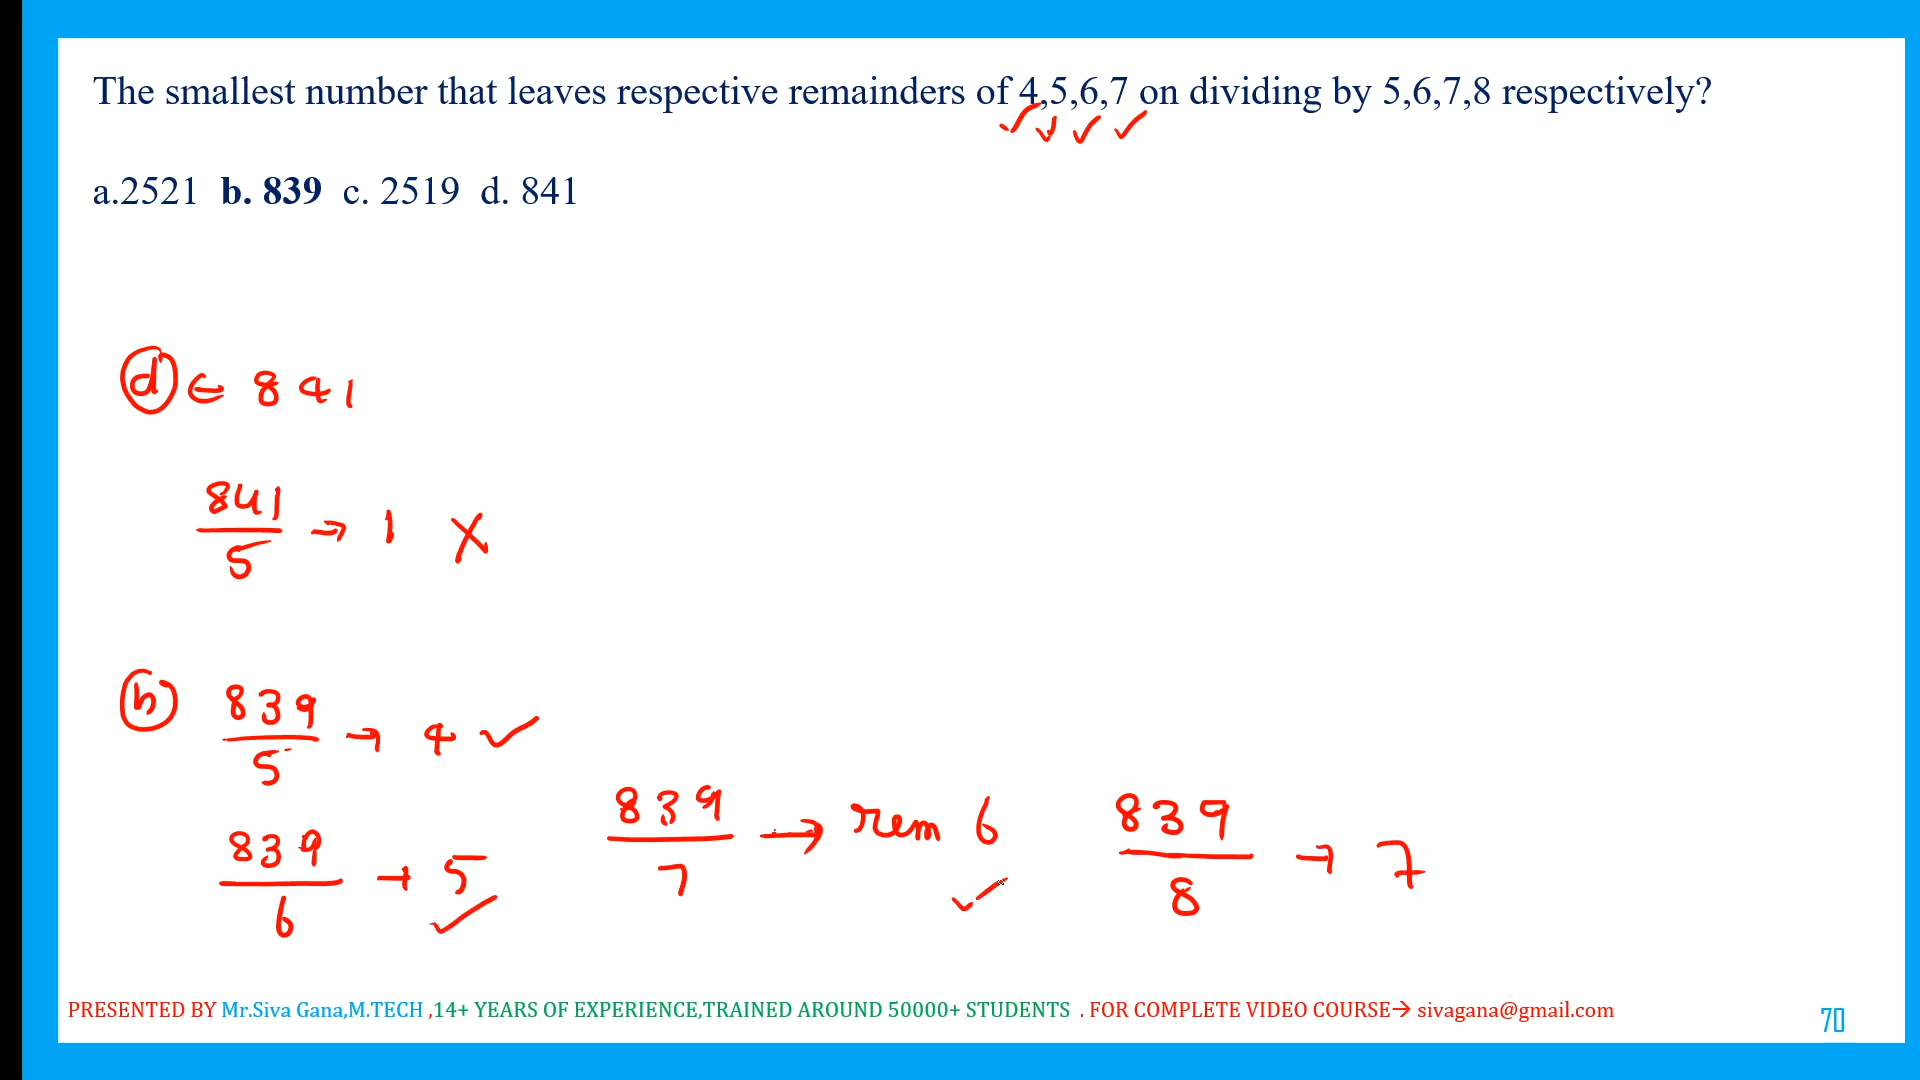 The smallest number that leaves respective remainders of 4,5,6,7 on dividing by 5,6,7,8 respectively?
a.2521 b. 839 c. 2519 d. 841
d ∈ 841
841/5 → 1 X
b 839/5 → 4 ✓
839/6 → 5 ✓
839/7 → rem 6 ✓
839/8 → 7
PRESENTED BY Mr.Siva Gana,M.TECH ,14+ YEARS OF EXPERIENCE,TRAINED AROUND 50000+ STUDENTS . FOR COMPLETE VIDEO COURSE→ sivagana@gmail.com
70